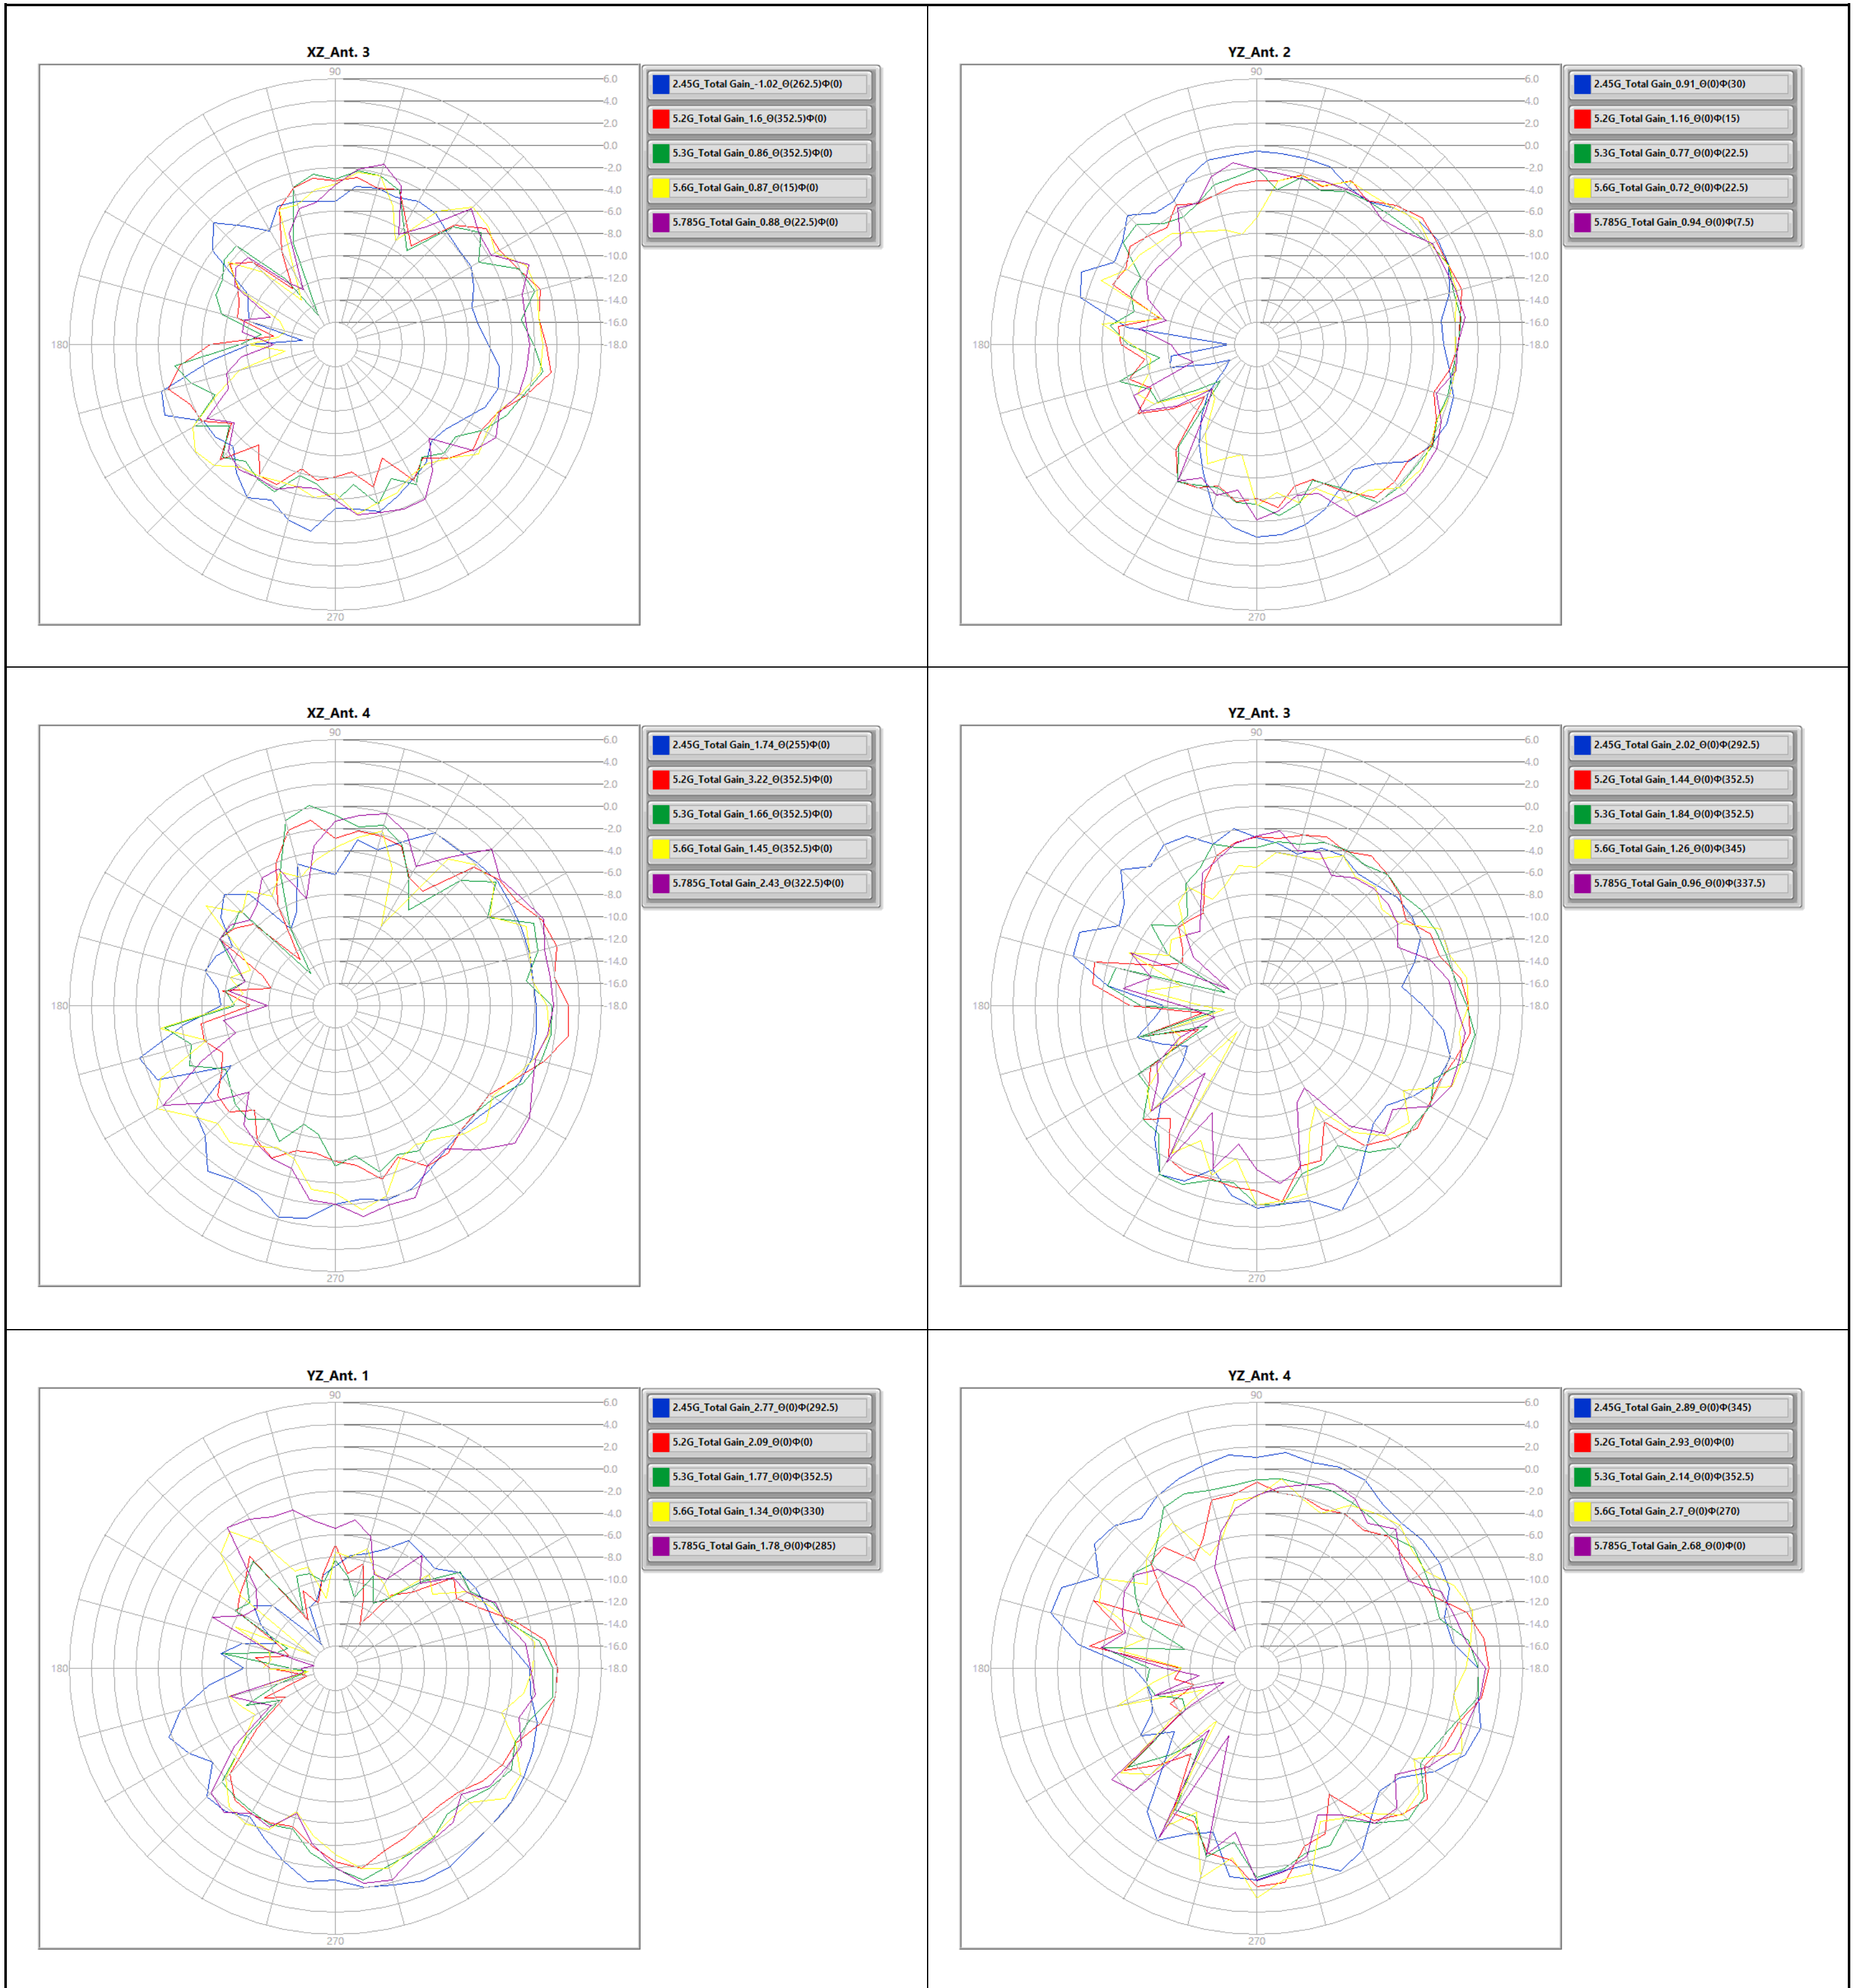 XZ_Ant. 3
90
6.0
4.0
2.0
0.0
-2.0
-4.0
-6.0
-8.0
-10.0
-12.0
-14.0
-16.0
-18.0
180
270
2.45G_Total Gain_-1.02_Θ(262.5)Φ(0)
5.2G_Total Gain_1.6_Θ(352.5)Φ(0)
5.3G_Total Gain_0.86_Θ(352.5)Φ(0)
5.6G_Total Gain_0.87_Θ(15)Φ(0)
5.785G_Total Gain_0.88_Θ(22.5)Φ(0)
YZ_Ant. 2
90
6.0
4.0
2.0
0.0
-2.0
-4.0
-6.0
-8.0
-10.0
-12.0
-14.0
-16.0
-18.0
180
270
2.45G_Total Gain_0.91_Θ(0)Φ(30)
5.2G_Total Gain_1.16_Θ(0)Φ(15)
5.3G_Total Gain_0.77_Θ(0)Φ(22.5)
5.6G_Total Gain_0.72_Θ(0)Φ(22.5)
5.785G_Total Gain_0.94_Θ(0)Φ(7.5)
XZ_Ant. 4
90
6.0
4.0
2.0
0.0
-2.0
-4.0
-6.0
-8.0
-10.0
-12.0
-14.0
-16.0
-18.0
180
270
2.45G_Total Gain_1.74_Θ(255)Φ(0)
5.2G_Total Gain_3.22_Θ(352.5)Φ(0)
5.3G_Total Gain_1.66_Θ(352.5)Φ(0)
5.6G_Total Gain_1.45_Θ(352.5)Φ(0)
5.785G_Total Gain_2.43_Θ(322.5)Φ(0)
YZ_Ant. 3
90
6.0
4.0
2.0
0.0
-2.0
-4.0
-6.0
-8.0
-10.0
-12.0
-14.0
-16.0
-18.0
180
270
2.45G_Total Gain_2.02_Θ(0)Φ(292.5)
5.2G_Total Gain_1.44_Θ(0)Φ(352.5)
5.3G_Total Gain_1.84_Θ(0)Φ(352.5)
5.6G_Total Gain_1.26_Θ(0)Φ(345)
5.785G_Total Gain_0.96_Θ(0)Φ(337.5)
YZ_Ant. 1
90
6.0
4.0
2.0
0.0
-2.0
-4.0
-6.0
-8.0
-10.0
-12.0
-14.0
-16.0
-18.0
180
270
2.45G_Total Gain_2.77_Θ(0)Φ(292.5)
5.2G_Total Gain_2.09_Θ(0)Φ(0)
5.3G_Total Gain_1.77_Θ(0)Φ(352.5)
5.6G_Total Gain_1.34_Θ(0)Φ(330)
5.785G_Total Gain_1.78_Θ(0)Φ(285)
YZ_Ant. 4
90
6.0
4.0
2.0
0.0
-2.0
-4.0
-6.0
-8.0
-10.0
-12.0
-14.0
-16.0
-18.0
180
270
2.45G_Total Gain_2.89_Θ(0)Φ(345)
5.2G_Total Gain_2.93_Θ(0)Φ(0)
5.3G_Total Gain_2.14_Θ(0)Φ(352.5)
5.6G_Total Gain_2.7_Θ(0)Φ(270)
5.785G_Total Gain_2.68_Θ(0)Φ(0)